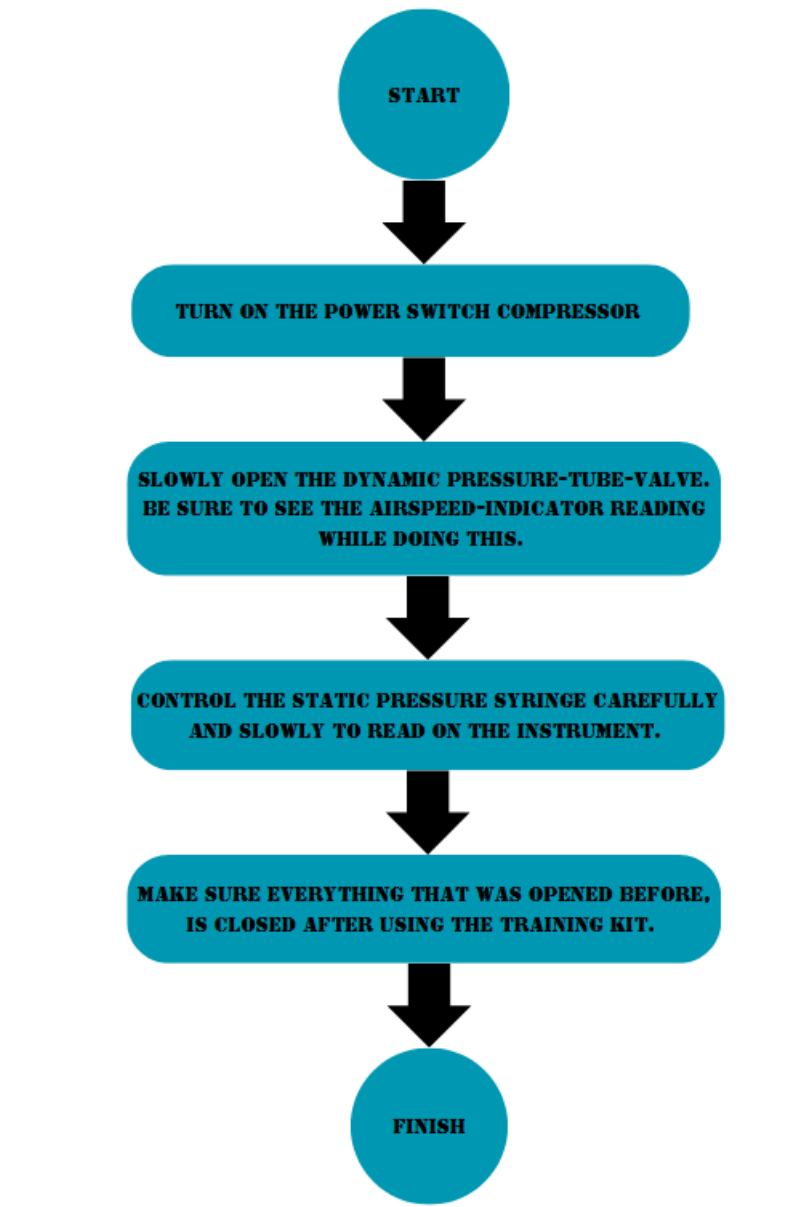 START
TURN ON THE POWER SWITCH COMPRESSOR
SLOWLY OPEN THE DYNAMIC PRESSURE-TUBE-VALVE.
BE SURE TO SEE THE AIRSPEED-INDICATOR READING
WHILE DOING THIS.
CONTROL THE STATIC PRESSURE SYRINGE CAREFULLY
AND SLOWLY TO READ ON THE INSTRUMENT.
MAKE SURE EVERYTHING THAT WAS OPENED BEFORE,
IS CLOSED AFTER USING THE TRAINING KIT.
FINISH